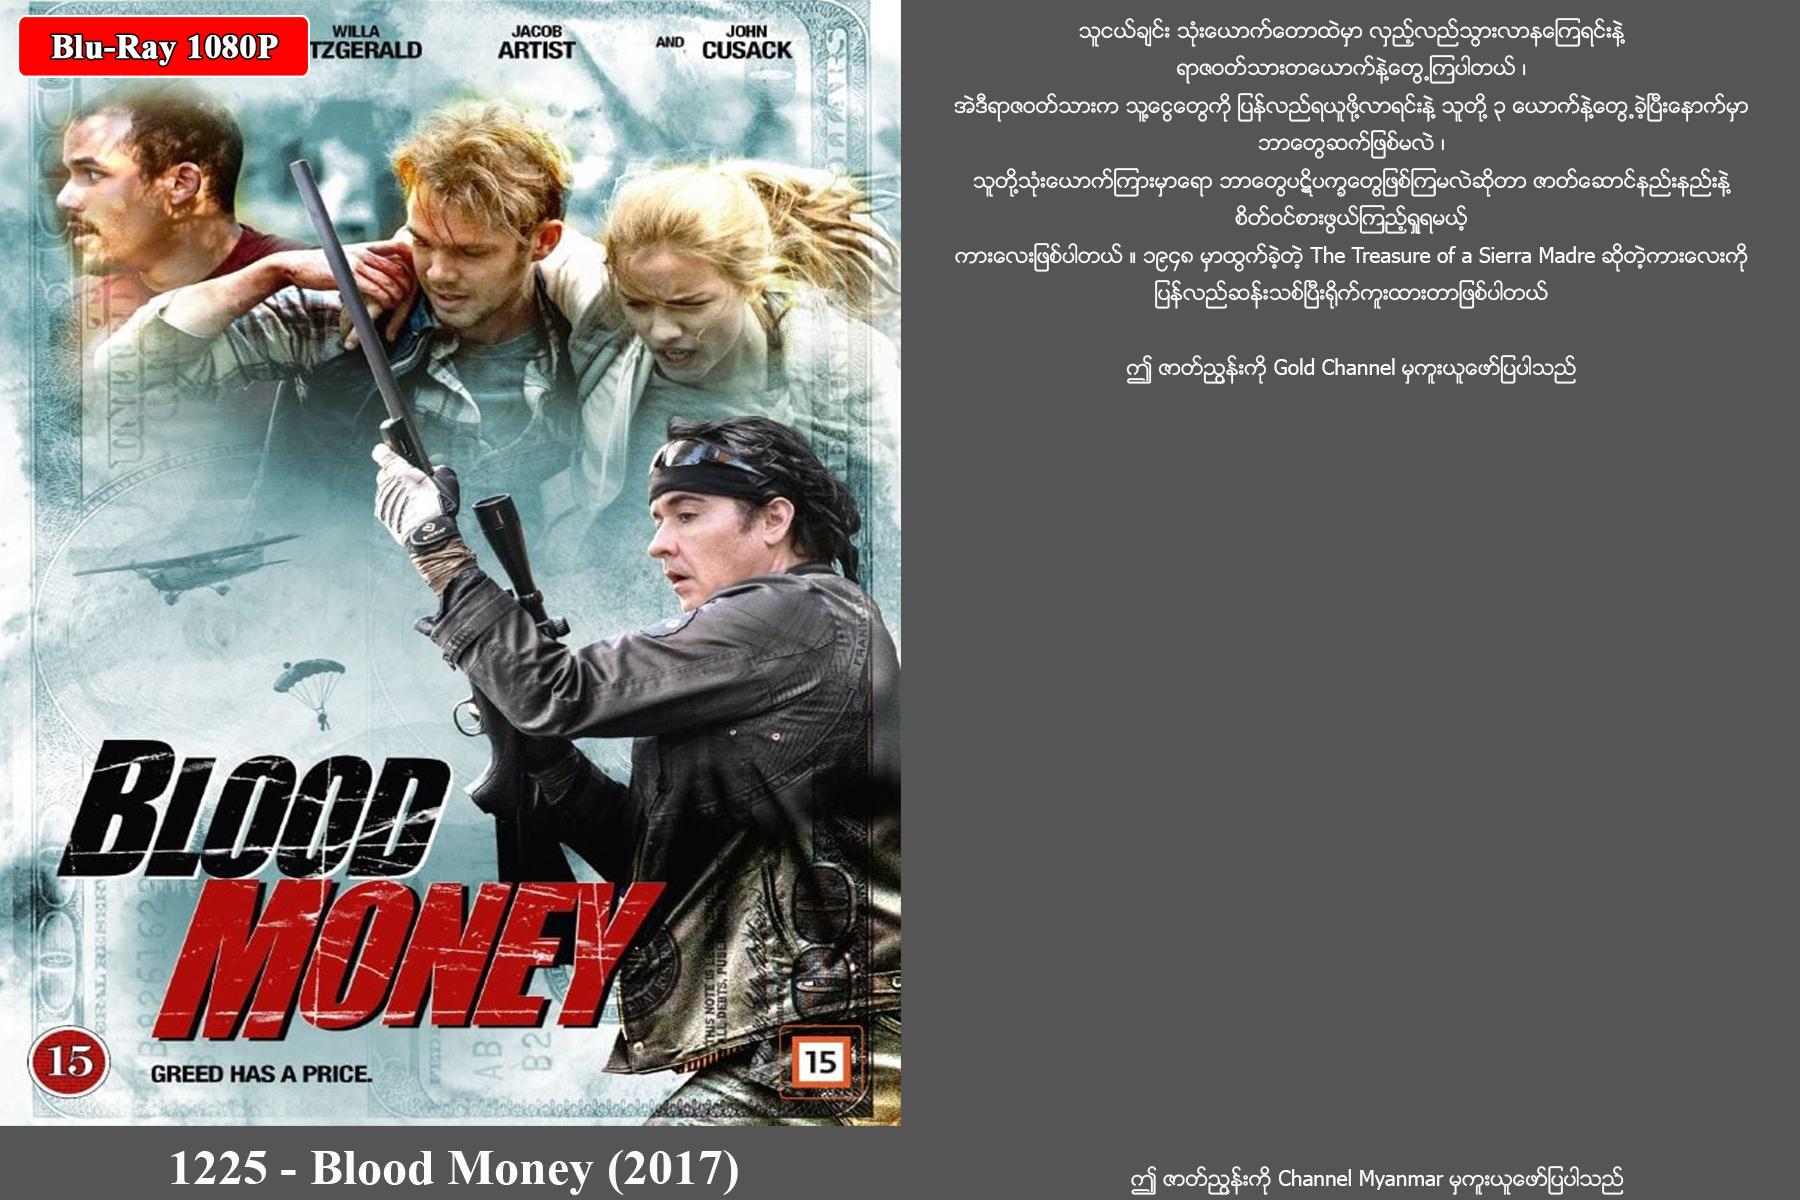 Blu-Ray 1080P
WILLA
TZGERALD
JACOB
ARTIST
AND
JOHN
CUSACK
BLOOD
MONEY
GREED HAS A PRICE.
15
15
1225 - Blood Money (2017)
သူငယ်ချင်း သုံးယောက်တောထဲမှာ လှည့်လည်သွားလာနကြေရင်းနဲ့
ရာဇဝတ်သားတယောက်နဲ့တွေ့ကြပါတယ် ၊
အဲဒီရာဇဝတ်သားက သူ့ငွေတွေကို ပြန်လည်ရယူဖို့လာရင်းနဲ့ သူတို့ ၃ ယောက်နဲ့တွေ့ခဲ့ပြီးနောက်မှာ
ဘာတွေဆက်ဖြစ်မလဲ ၊
သူတို့သုံးယောက်ကြားမှာရော ဘာတွေပဋိပက္ခတွေဖြစ်ကြမလဲဆိုတာ ဇာတ်ဆောင်နည်းနည်းနဲ့
စိတ်ဝင်စားဖွယ်ကြည့်ရှုရမယ့်
ကားလေးဖြစ်ပါတယ် ။ ၁၉၄၈ မှာထွက်ခဲ့တဲ့ The Treasure of a Sierra Madre ဆိုတဲ့ကားလေးကို
ပြန်လည်ဆန်းသစ်ပြီးရိုက်ကူးထားတာဖြစ်ပါတယ်
ဤ ဇာတ်ညွှန်းကို Gold Channel မှကူးယူဖော်ပြပါသည်
ဤ ဇာတ်ညွှန်းကို Channel Myanmar မှကူးယူဖော်ပြပါသည်